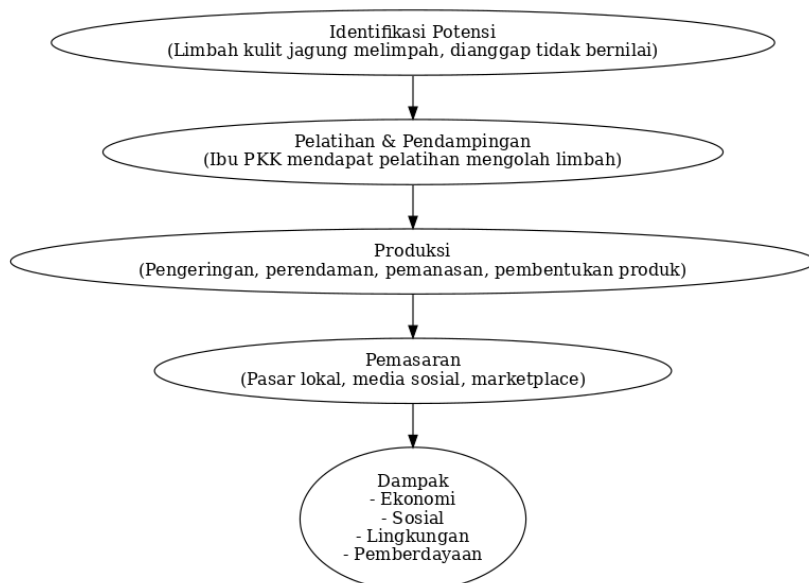 Identifikasi Potensi
(Limbah kulit jagung melimpah, dianggap tidak bernilai)
Pelatihan & Pendampingan
(Ibu PKK mendapat pelatihan mengolah limbah)
Produksi
(Pengeringan, perendaman, pemanasan, pembentukan produk)
Pemasaran
(Pasar lokal, media sosial, marketplace)
Dampak
- Ekonomi
- Sosial
- Lingkungan
- Pemberdayaan